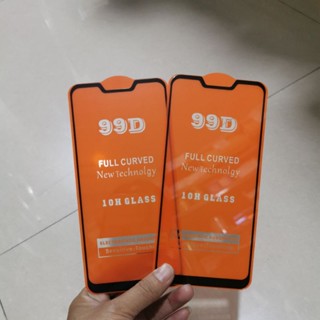 99D
FULL CURVED
New technolgy
10H GLASS
99D
FULL CURVED
New technolgy
10H GLASS